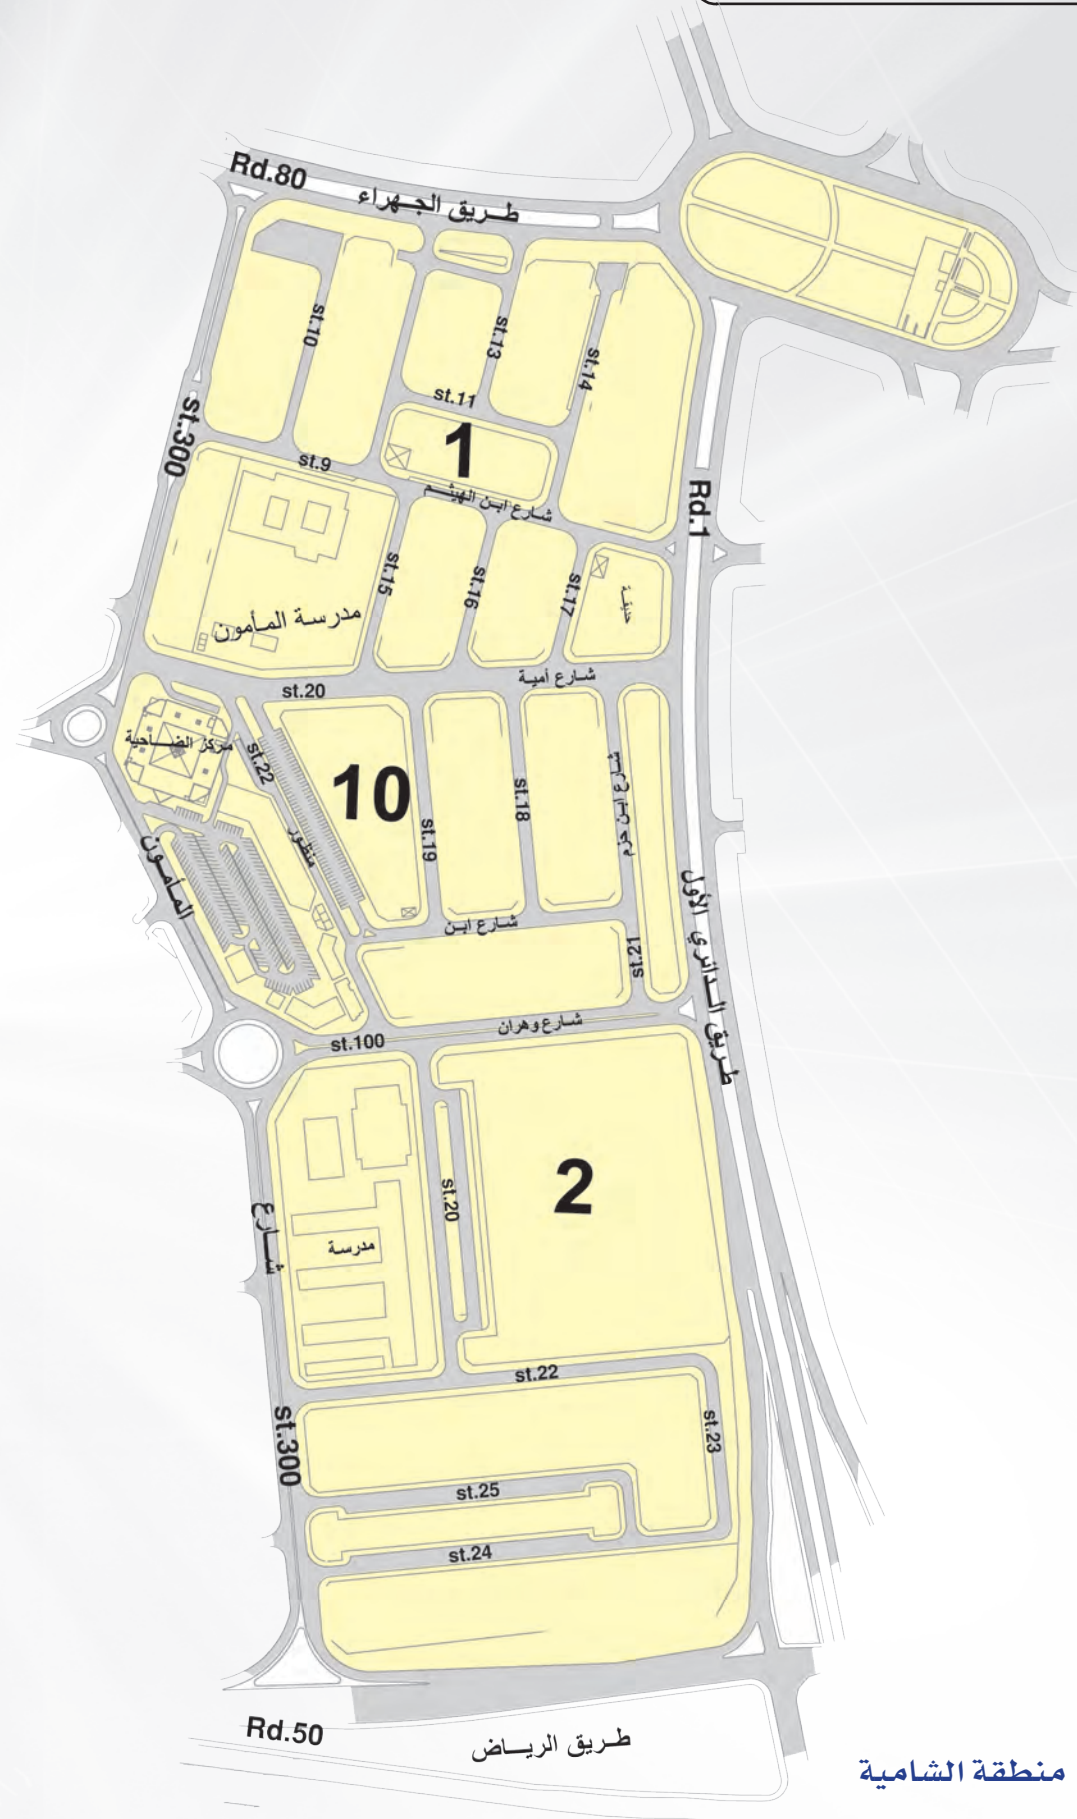 Rd.80
طريق الجهراء
st.10
st.13
st.14
st.11
st.300
1
st.9
شارع ابن الهيثم
Rd.1
st.15
st.16
st.17
حديقة
مدرسة المأمون
شارع أمية
st.20
مركز الضاحية
st.22
10
st.18
شارع ابن حزم
st.19
منظور
المأمون
شارع ابن
st.21
طريق الدائري الأول
شارع وهران
st.100
2
st.20
شارع
مدرسة
st.22
st.300
st.23
st.25
st.24
Rd.50
طريق الرياض
منطقة الشامية